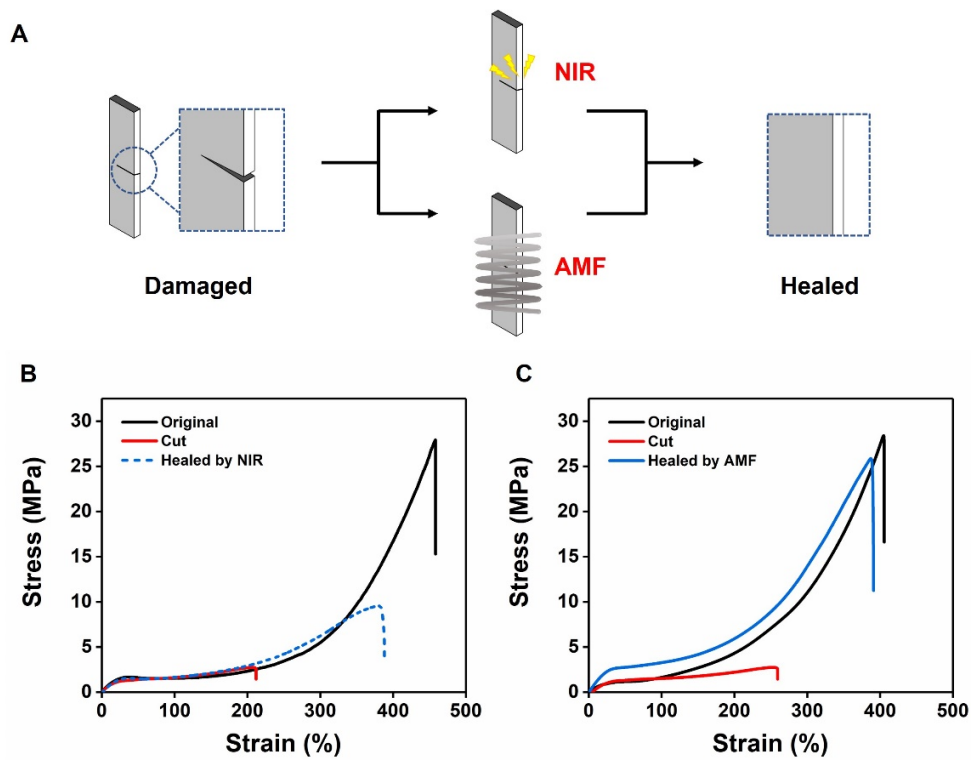 A
NIR
AMF
Damaged
Healed
B
Original
Cut
Healed by NIR
30
25
20
15
10
5
0
Stress (MPa)
0 100 200 300 400 500
Strain (%)
C
Original
Cut
Healed by AMF
30
25
20
15
10
5
0
Stress (MPa)
0 100 200 300 400 500
Strain (%)